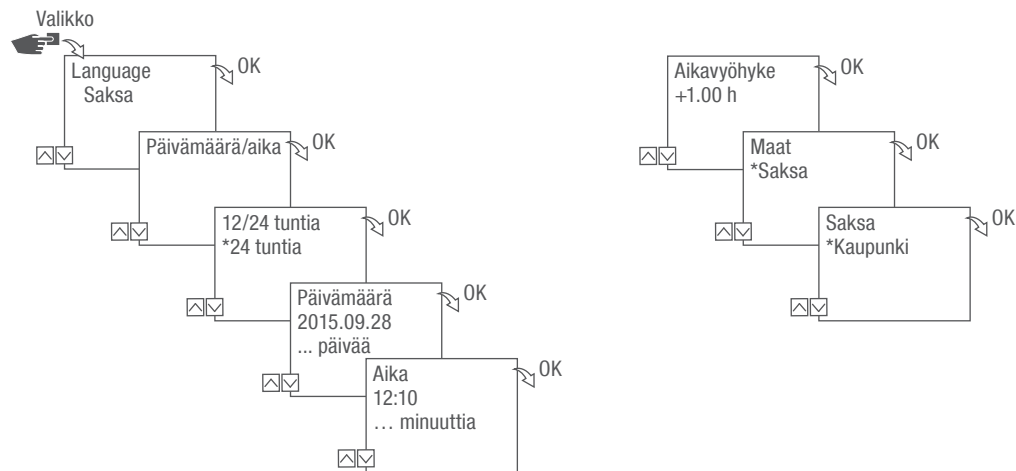 Valikko
Language
Saksa
OK
Päivämäärä/aika
OK
12/24 tuntia
*24 tuntia
OK
Päivämäärä
2015.09.28
... päivää
OK
Aika
12:10
... minuuttia
OK
Aikavyöhyke
+1.00 h
OK
Maat
*Saksa
OK
Saksa
*Kaupunki
OK